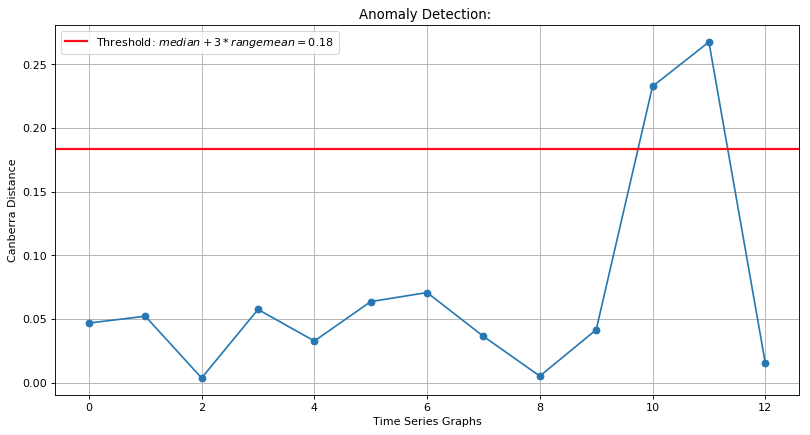 Anomaly Detection:
Threshold: median + 3 * rangemean = 0.18
0.25
0.20
0.15
0.10
0.05
0.00
Canberra Distance
0 2 4 6 8 10 12
Time Series Graphs